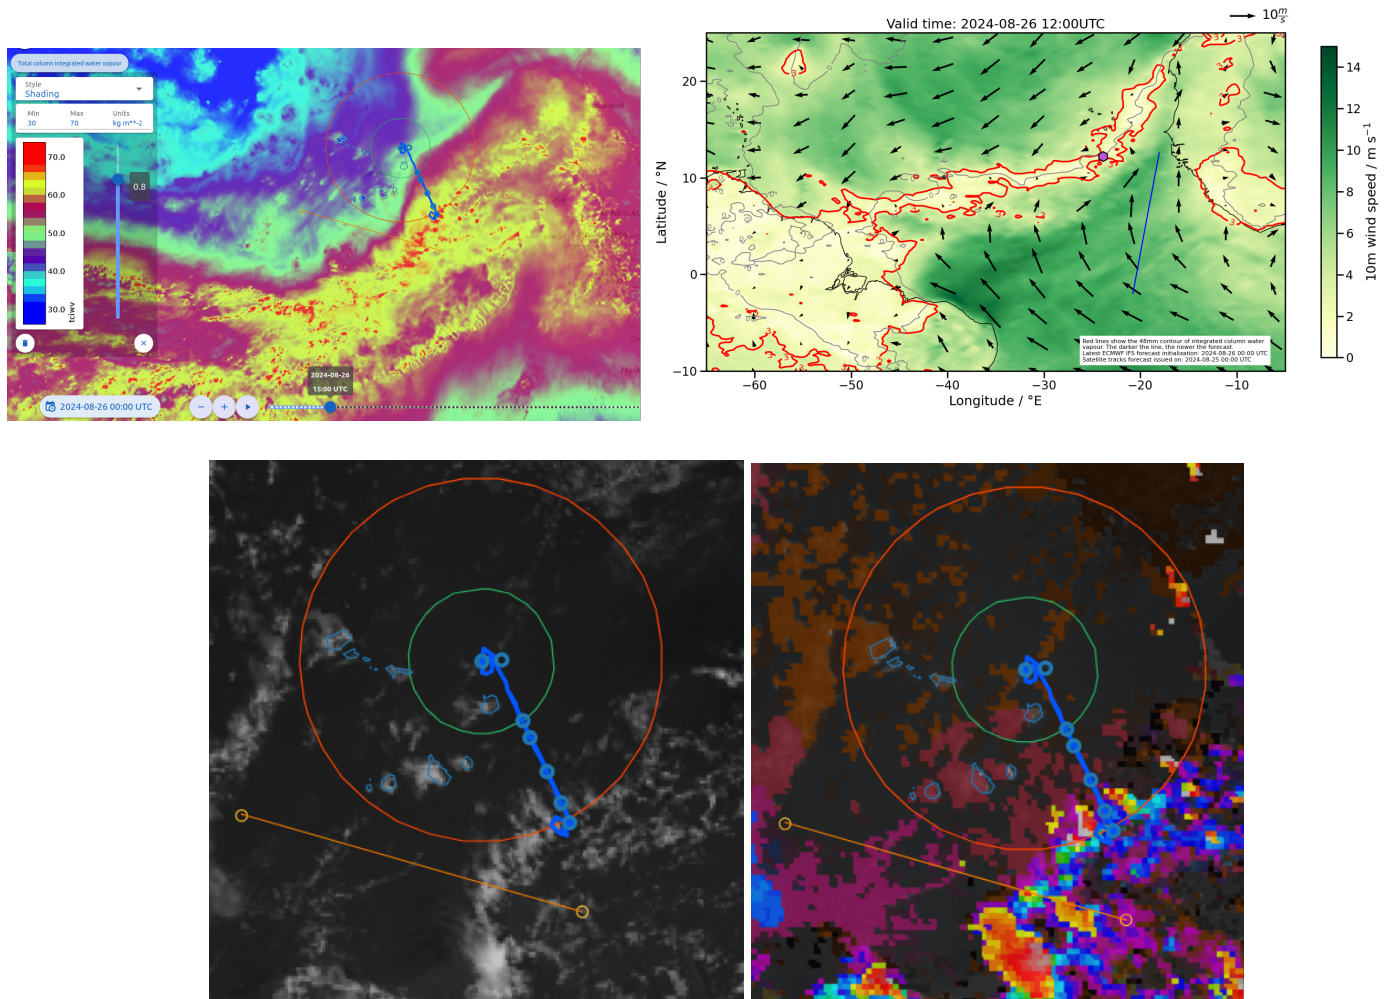 Total column integrated water vapour
Style
Shading
Min
Max
Units
30
70
kg m**-2
70.0
60.0
50.0
40.0
30.0
tciwv
0.8
2024-08-26
15:00 UTC
2024-08-26 00:00 UTC
Valid time: 2024-08-26 12:00UTC
10 m/s
Latitude / °N
20
10
0
−10
−60
−50
−40
−30
−20
−10
Longitude / °E
Red lines show the 48mm contour of integrated column water
vapour. The darker the line, the newer the forecast.
Latest ECMWF IFS forecast initialization: 2024-08-26 00:00 UTC
Satellite tracks forecast issued on: 2024-08-25 00:00 UTC
14
12
10
8
6
4
2
0
10m wind speed / m s⁻¹